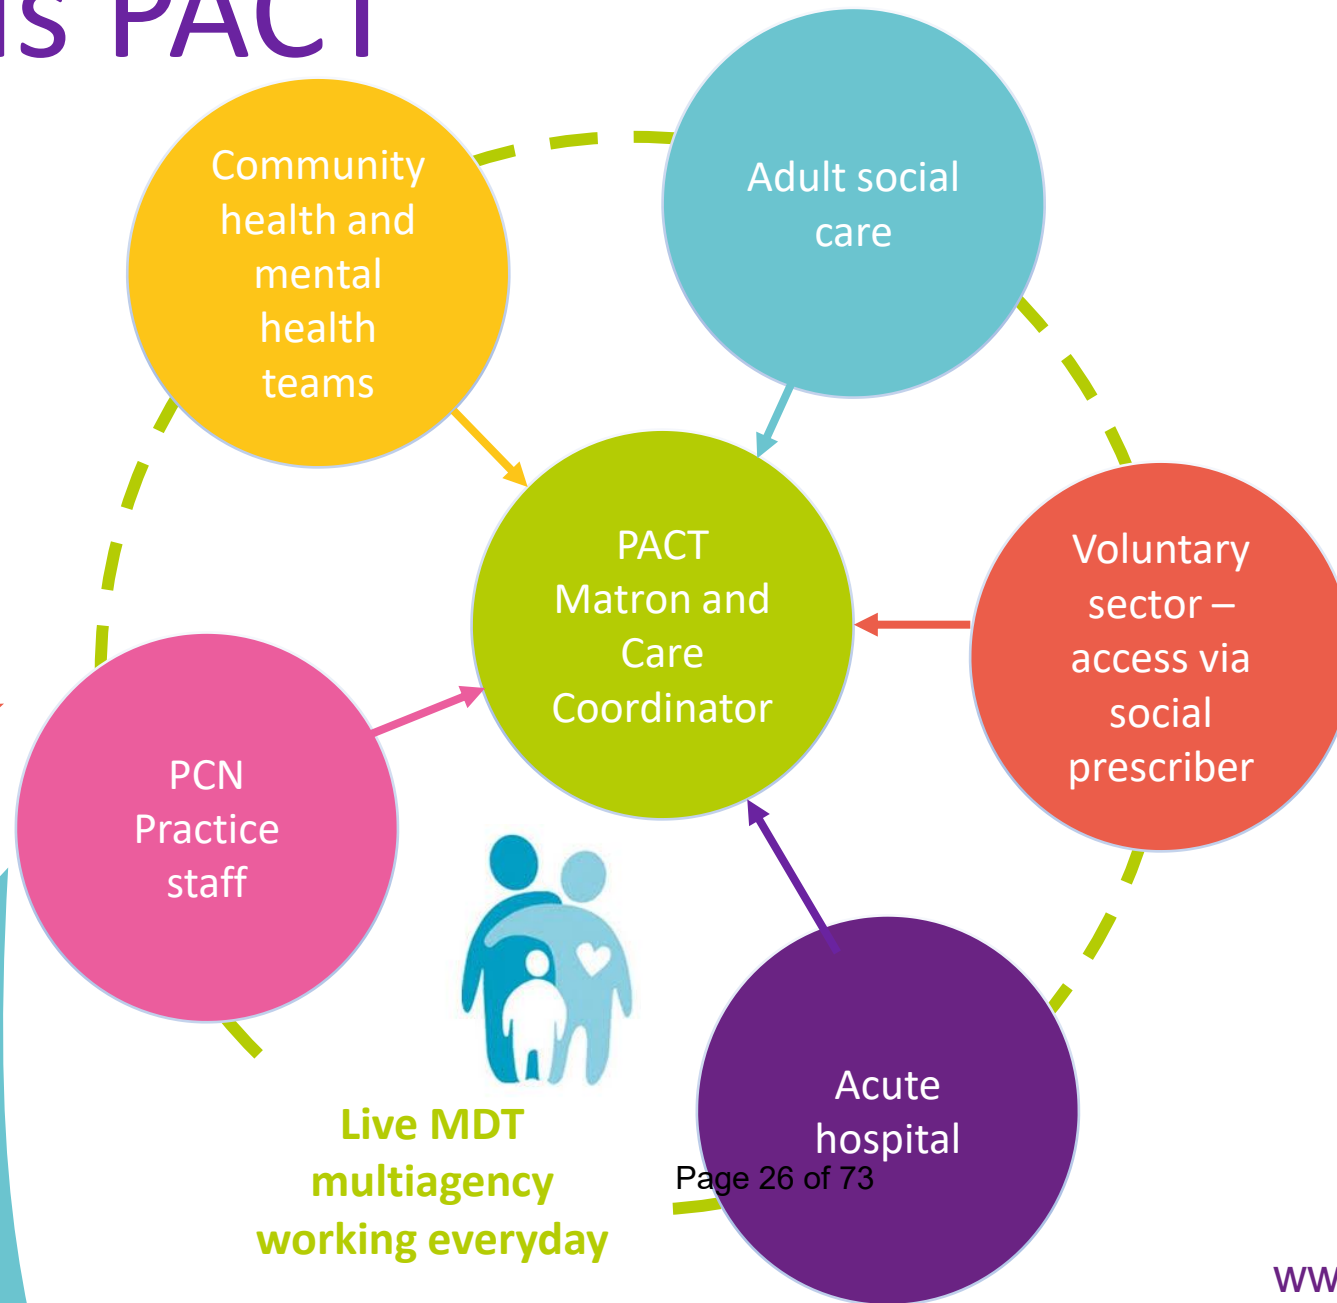 is PACT
Community
health and
mental
health
teams
Adult social
care
PACT
Matron and
Care
Coordinator
Voluntary
sector –
access via
social
prescriber
PCN
Practice
staff
Acute
hospital
Live MDT
multiagency
working everyday
Page 26 of 73